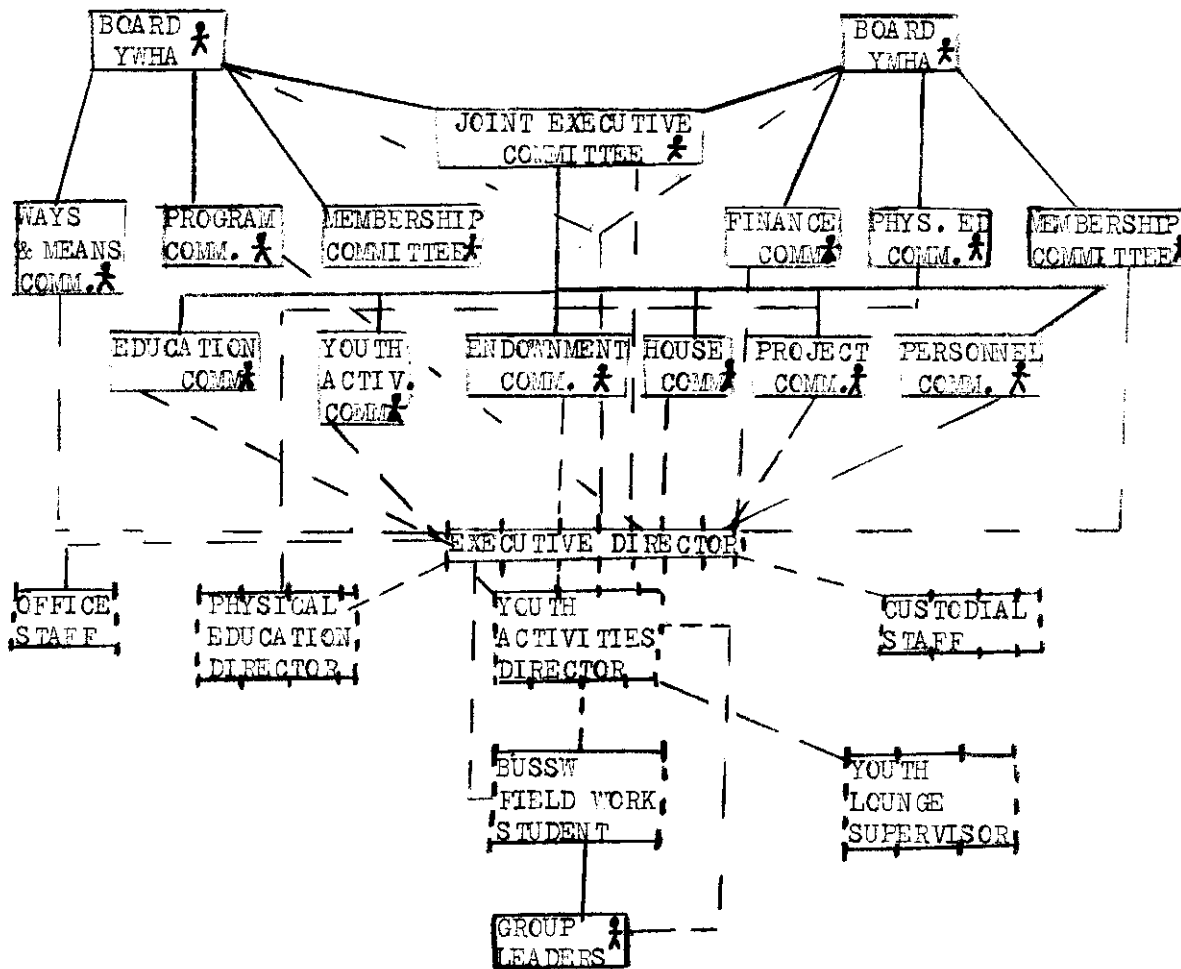 BOARD
YWHA
BOARD
YMHA
JOINT EXECUTIVE
COMMITTEE
WAYS
& MEANS
COMM.
PROGRAM
COMM.
MEMBERSHIP
COMMITTEE
FINANCE
COMM
PHYS. ED
COMM.
MEMBERSHIP
COMMITTEE
EDUCATION
COMM
YOUTH
ACTIV.
COMM
ENDOWNMENT
COMM.
HOUSE
COMM
PROJECT
COMM.
PERSONNEL
COMM.
EXECUTIVE DIRECTOR
OFFICE
STAFF
PHYSICAL
EDUCATION
DIRECTOR
YOUTH
ACTIVITIES
DIRECTOR
CUSTODIAL
STAFF
BUSSW
FIELD WORK
STUDENT
YOUTH
LOUNGE
SUPERVISOR
GROUP
LEADERS